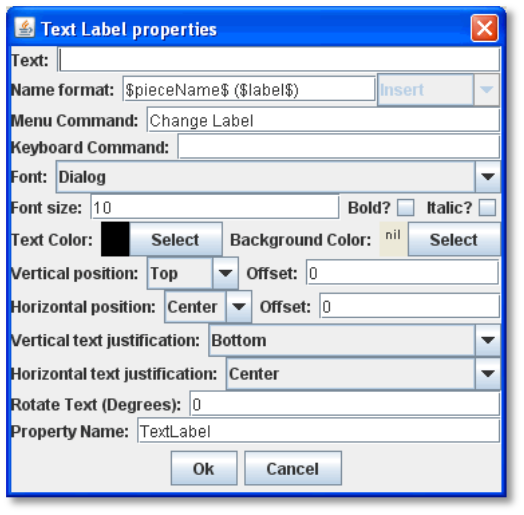 Text Label properties
Text:
Name format: $pieceName$ ($label$) Insert
Menu Command: Change Label
Keyboard Command:
Font: Dialog
Font size: 10 Bold? Italic?
Text Color: Select Background Color: nil Select
Vertical position: Top Offset: 0
Horizontal position: Center Offset: 0
Vertical text justification: Bottom
Horizontal text justification: Center
Rotate Text (Degrees): 0
Property Name: TextLabel
Ok Cancel